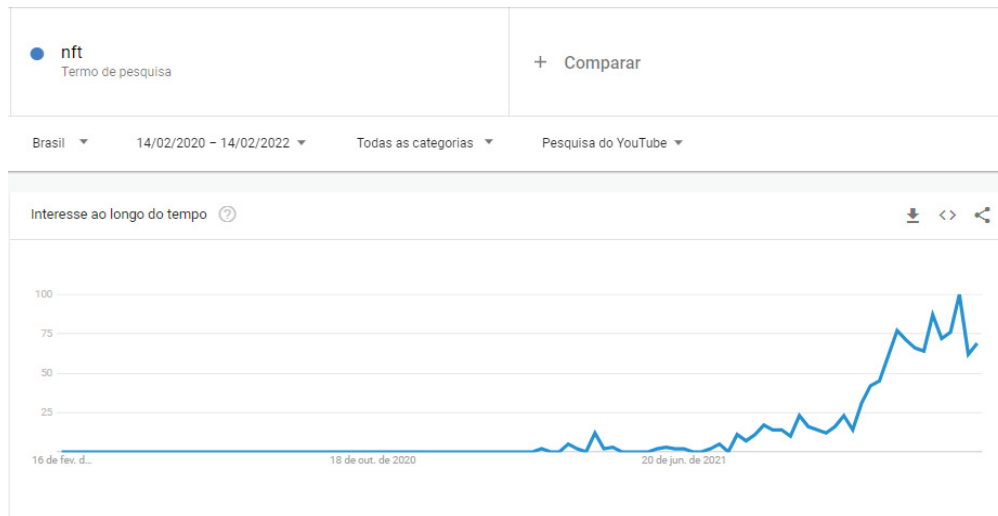 nft
Termo de pesquisa
+ Comparar
Brasil
14/02/2020 – 14/02/2022
Todas as categorias
Pesquisa do YouTube
Interesse ao longo do tempo
100
75
50
25
16 de fev. d...
18 de out. de 2020
20 de jun. de 2021